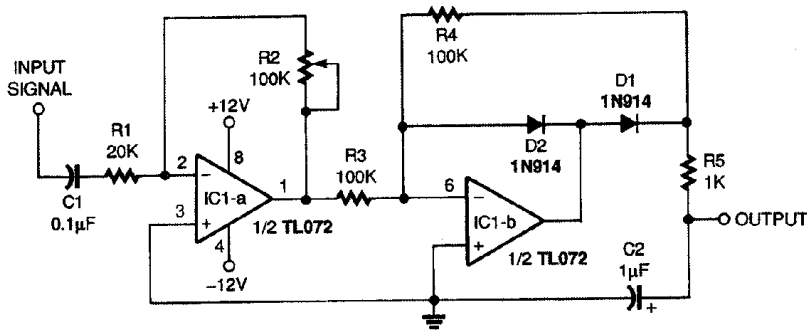 R4
100K
R2
100K
INPUT
SIGNAL
D1
1N914
+12V
R1
20K
D2
1N914
R3
100K
R5
1K
2
8
1
6
C1
0.1µF
IC1-a
3
4
1/2 TL072
IC1-b
OUTPUT
1/2 TL072
C2
1µF
−12V